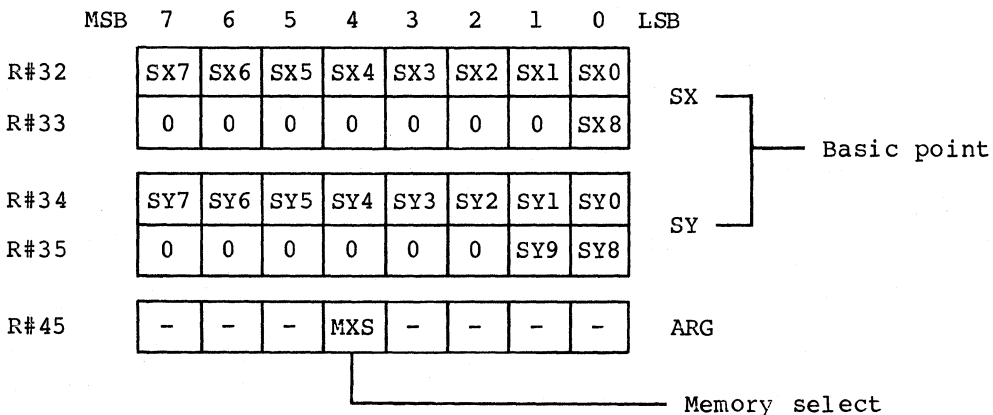 MSB 7 6 5 4 3 2 1 0 LSB
R#32 SX7 SX6 SX5 SX4 SX3 SX2 SX1 SX0
SX
R#33 0 0 0 0 0 0 0 SX8
Basic point
R#34 SY7 SY6 SY5 SY4 SY3 SY2 SY1 SY0
SY
R#35 0 0 0 0 0 0 SY9 SY8
R#45 - - - MXS - - - - ARG
Memory select